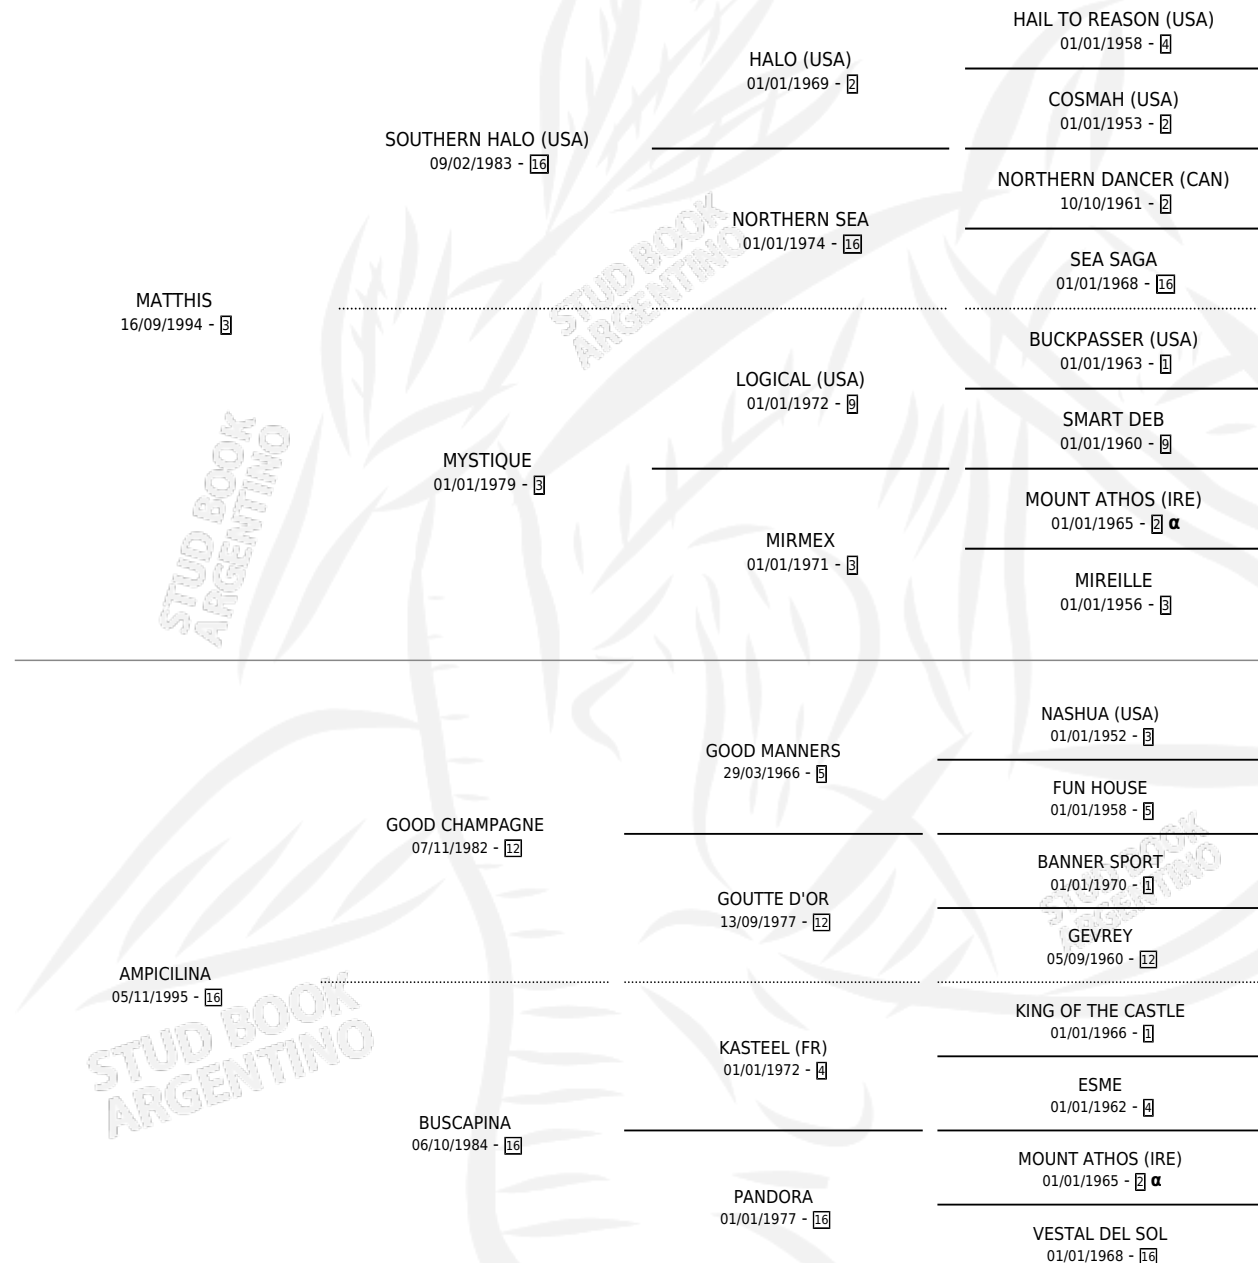 HAIL TO REASON (USA)
01/01/1958 - 4
HALO (USA)
01/01/1969 - 2
COSMAH (USA)
01/01/1953 - 2
SOUTHERN HALO (USA)
09/02/1983 - 16
NORTHERN DANCER (CAN)
10/10/1961 - 2
NORTHERN SEA
01/01/1974 - 16
SEA SAGA
01/01/1968 - 16
MATTHIS
16/09/1994 - 3
BUCKPASSER (USA)
01/01/1963 - 1
LOGICAL (USA)
01/01/1972 - 9
SMART DEB
01/01/1960 - 9
MYSTIQUE
01/01/1979 - 3
MOUNT ATHOS (IRE)
01/01/1965 - 2 α
MIRMEX
01/01/1971 - 3
MIREILLE
01/01/1956 - 3
NASHUA (USA)
01/01/1952 - 3
GOOD MANNERS
29/03/1966 - 5
FUN HOUSE
01/01/1958 - 5
GOOD CHAMPAGNE
07/11/1982 - 12
BANNER SPORT
01/01/1970 - 1
GOUTTE D'OR
13/09/1977 - 12
GEVREY
05/09/1960 - 12
AMPICILINA
05/11/1995 - 16
KING OF THE CASTLE
01/01/1966 - 1
KASTEEL (FR)
01/01/1972 - 4
ESME
01/01/1962 - 4
BUSCAPINA
06/10/1984 - 16
MOUNT ATHOS (IRE)
01/01/1965 - 2 α
PANDORA
01/01/1977 - 16
VESTAL DEL SOL
01/01/1968 - 16
STUD BOOK
ARGENTINO
STUD BOOK
ARGENTINO
STUD BOOK
ARGENTINO
STUD BOOK
ARGENTINO